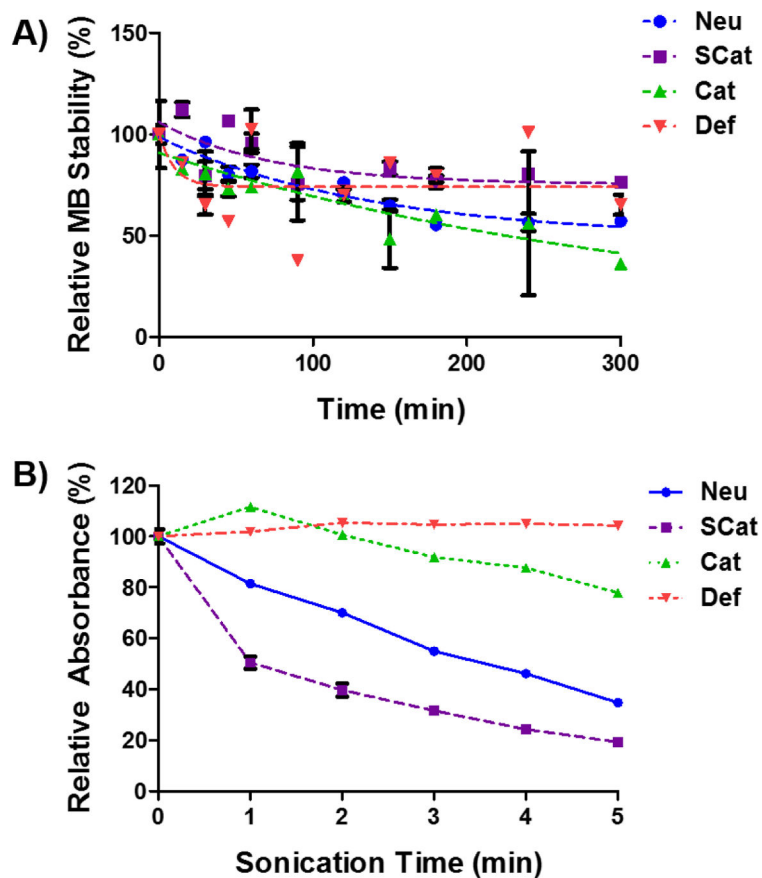 A)
Relative MB Stability (%)
150
100
50
0
0 100 200 300
Time (min)
Neu
SCat
Cat
Def
B)
Relative Absorbance (%)
120
100
80
60
40
20
0
0 1 2 3 4 5
Sonication Time (min)
Neu
SCat
Cat
Def